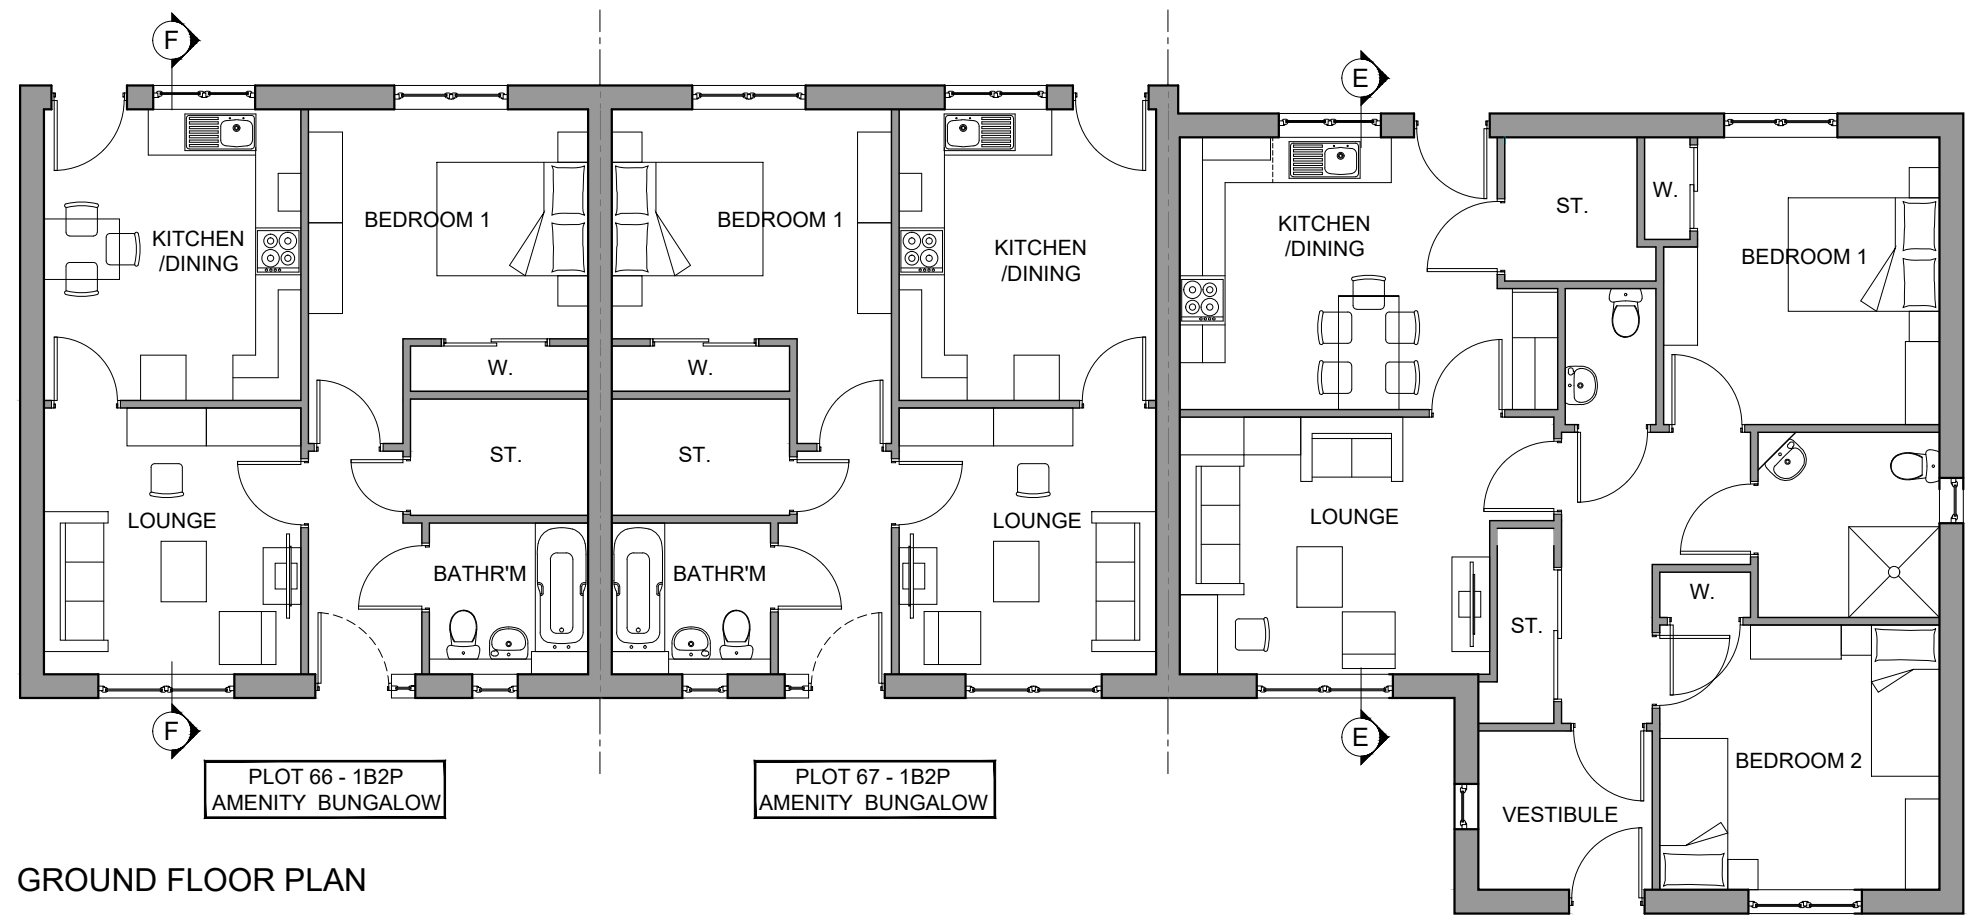 F
E
BEDROOM 1
BEDROOM 1
KITCHEN
/DINING
KITCHEN
/DINING
KITCHEN
/DINING
ST.
W.
BEDROOM 1
W.
W.
ST.
ST.
LOUNGE
LOUNGE
LOUNGE
BATHR'M
BATHR'M
ST.
W.
F
E
BEDROOM 2
VESTIBULE
PLOT 66 - 1B2P
AMENITY BUNGALOW
PLOT 67 - 1B2P
AMENITY BUNGALOW
GROUND FLOOR PLAN